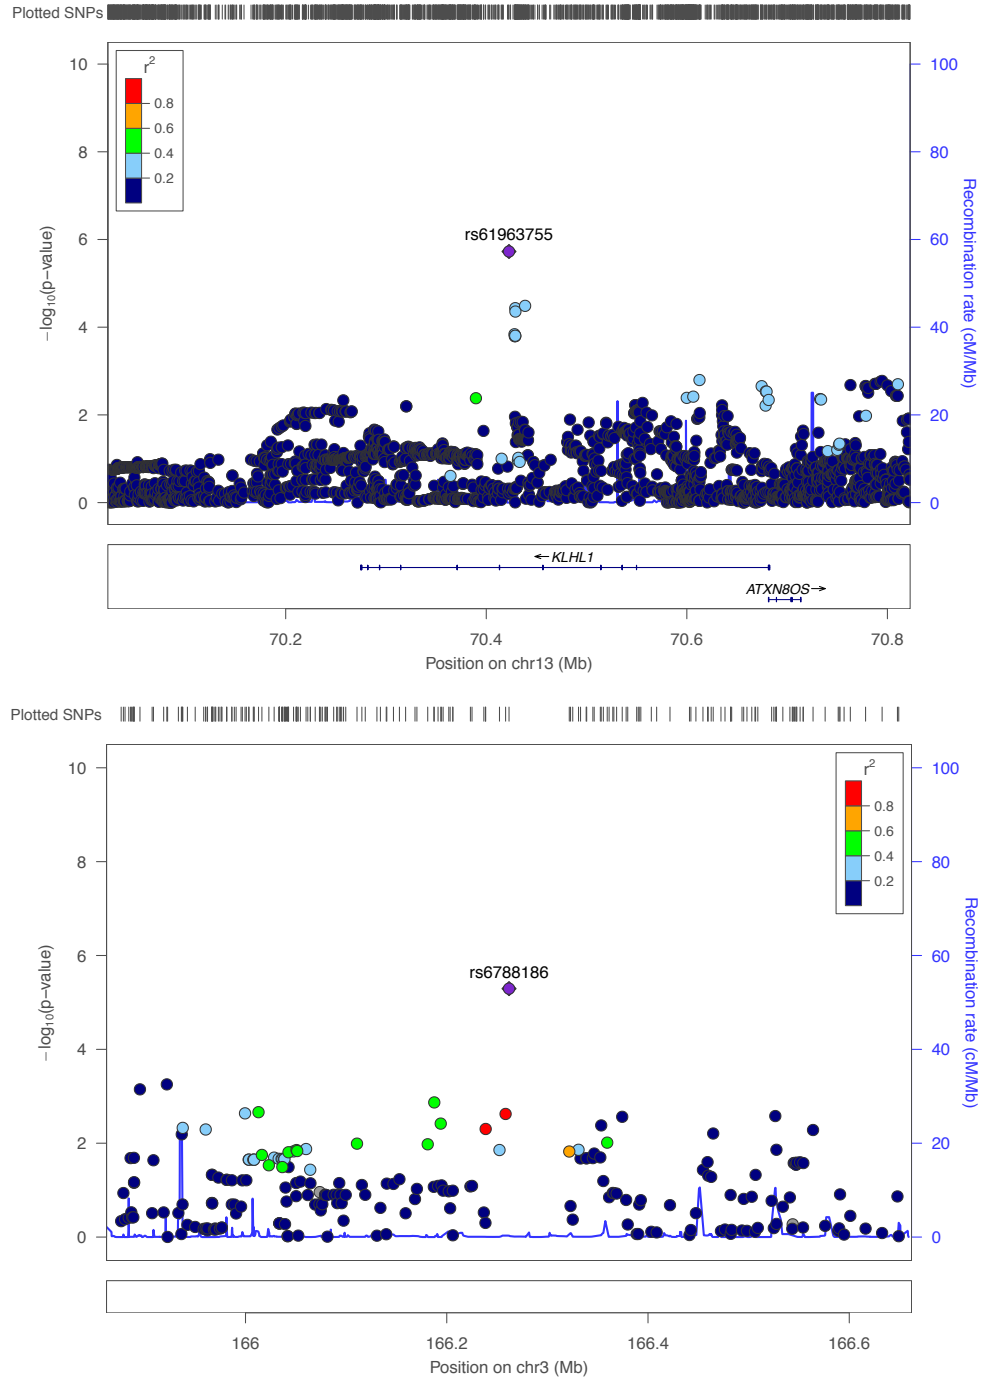 Plotted SNPs
r²
0.8
0.6
0.4
0.2
10
8
6
4
2
0
−log₁₀(p−value)
100
80
60
40
20
0
Recombination rate (cM/Mb)
rs61963755
←KLHL1
ATXN8OS→
70.2 70.4 70.6 70.8
Position on chr13 (Mb)
Plotted SNPs
r²
0.8
0.6
0.4
0.2
10
8
6
4
2
0
−log₁₀(p−value)
100
80
60
40
20
0
Recombination rate (cM/Mb)
rs6788186
166 166.2 166.4 166.6
Position on chr3 (Mb)